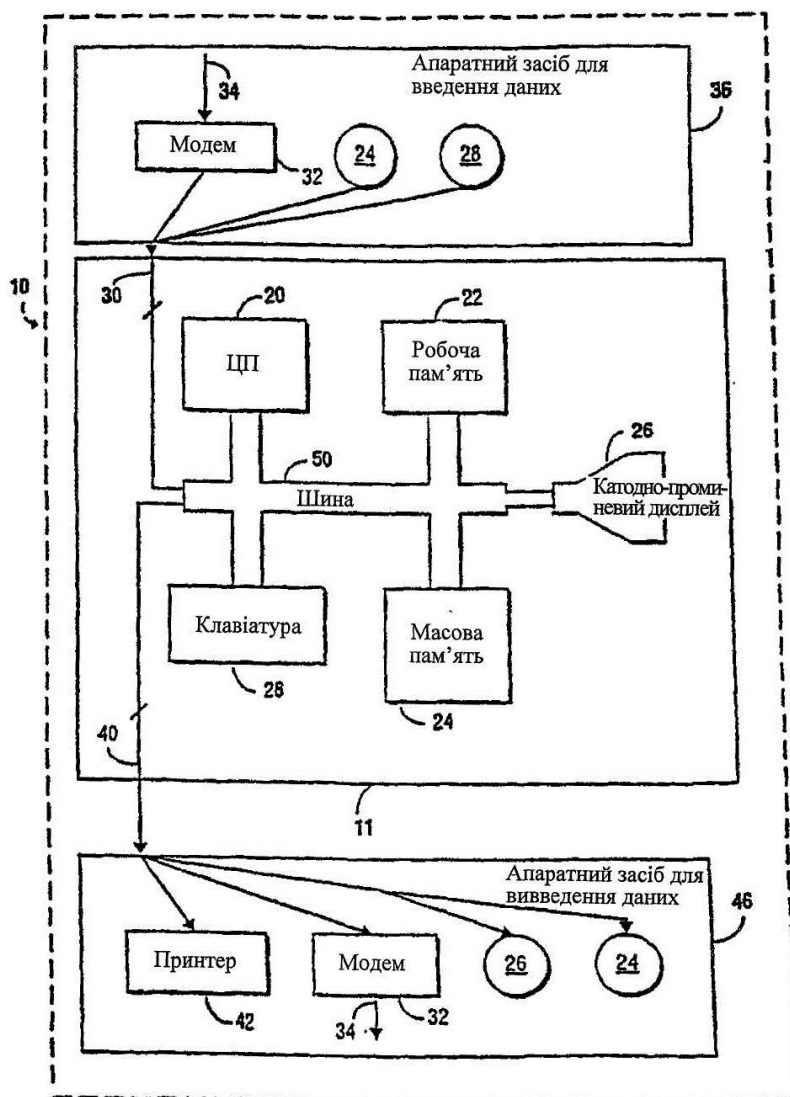 Апаратний засіб для
введення даних
34
36
Модем
32
24
28
10
30
20
22
ЦП
Робоча
пам’ять
26
50
Шина
Катодно-проми-
невий дисплей
Клавіатура
Масова
пам’ять
28
24
40
11
Апаратний засіб для
вивведення даних
46
Принтер
Модем
26
24
42
34
32